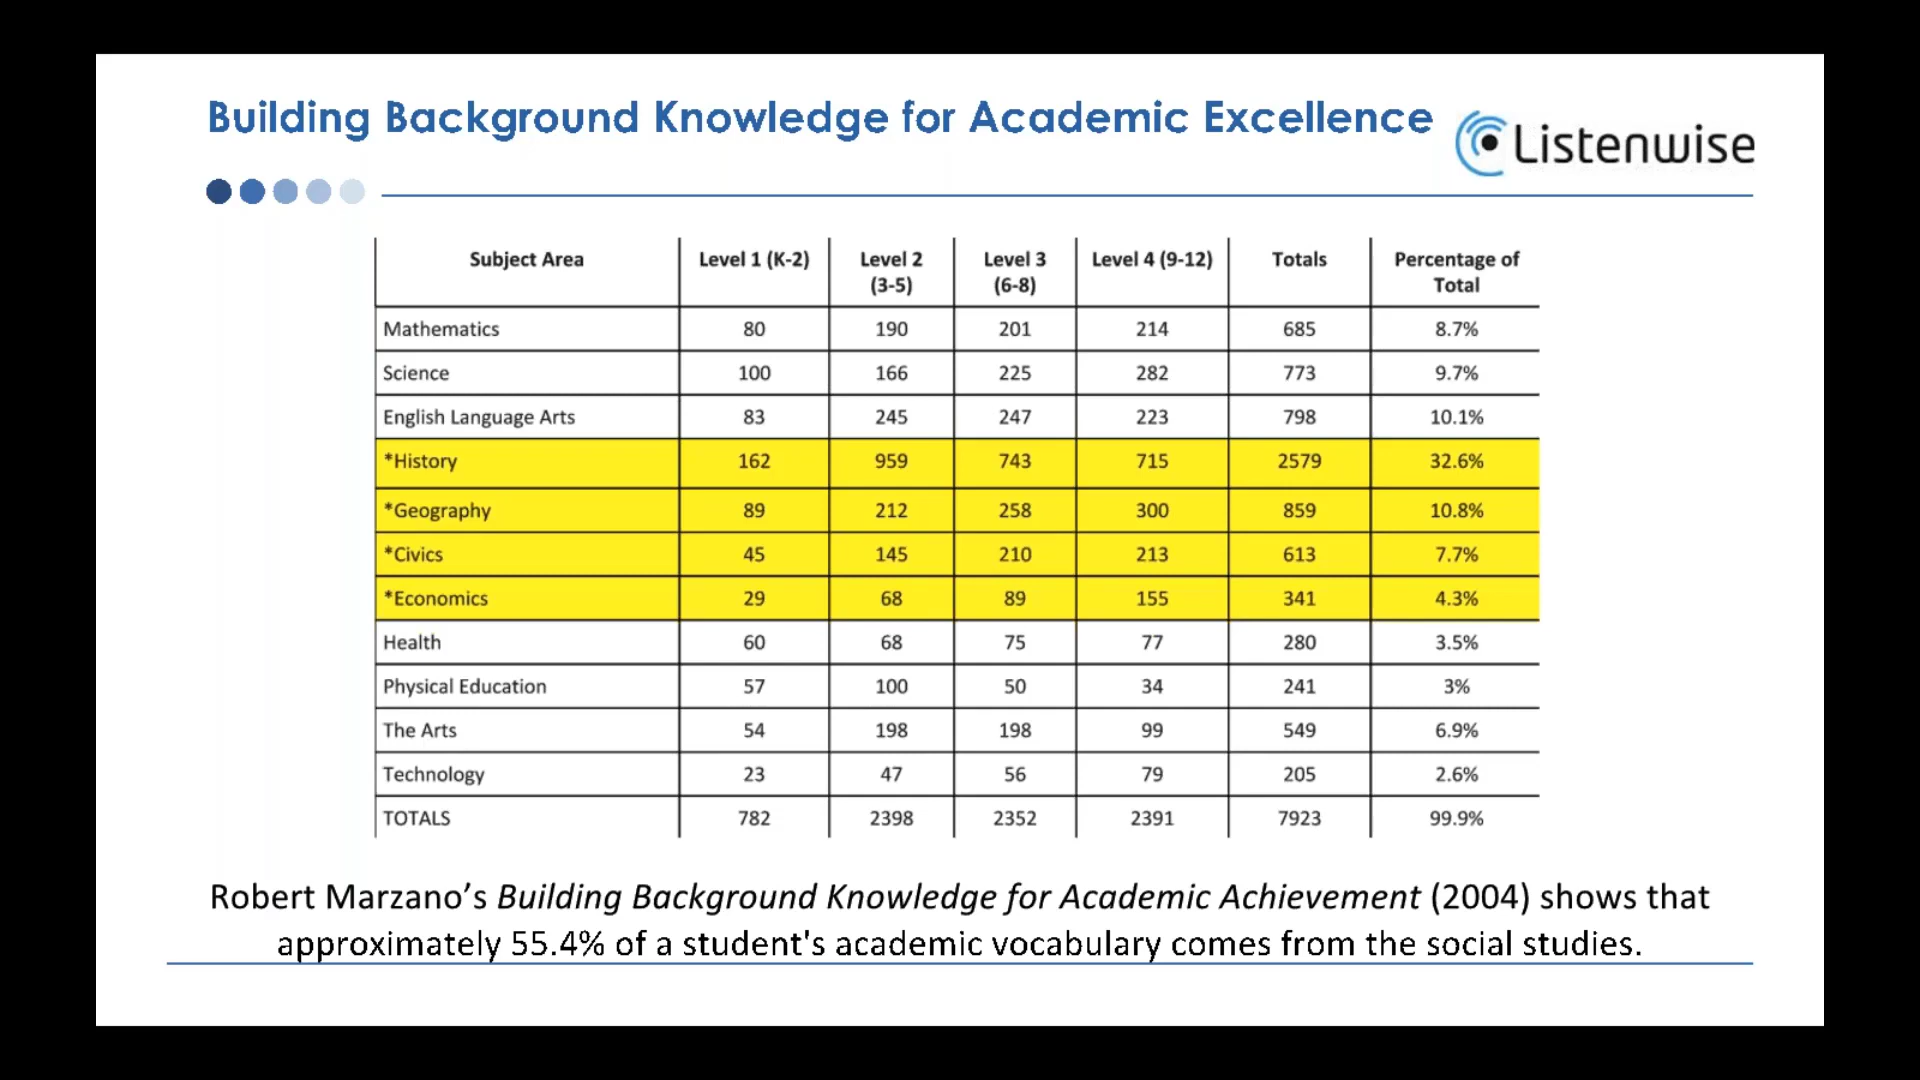 Building Background Knowledge for Academic Excellence
Listenwise
Subject Area Level 1 (K-2) Level 2 (3-5) Level 3 (6-8) Level 4 (9-12) Totals Percentage of Total
Mathematics 80 190 201 214 685 8.7%
Science 100 166 225 282 773 9.7%
English Language Arts 83 245 247 223 798 10.1%
*History 162 959 743 715 2579 32.6%
*Geography 89 212 258 300 859 10.8%
*Civics 45 145 210 213 613 7.7%
*Economics 29 68 89 155 341 4.3%
Health 60 68 75 77 280 3.5%
Physical Education 57 100 50 34 241 3%
The Arts 54 198 198 99 549 6.9%
Technology 23 47 56 79 205 2.6%
TOTALS 782 2398 2352 2391 7923 99.9%
Robert Marzano’s Building Background Knowledge for Academic Achievement (2004) shows that
approximately 55.4% of a student's academic vocabulary comes from the social studies.